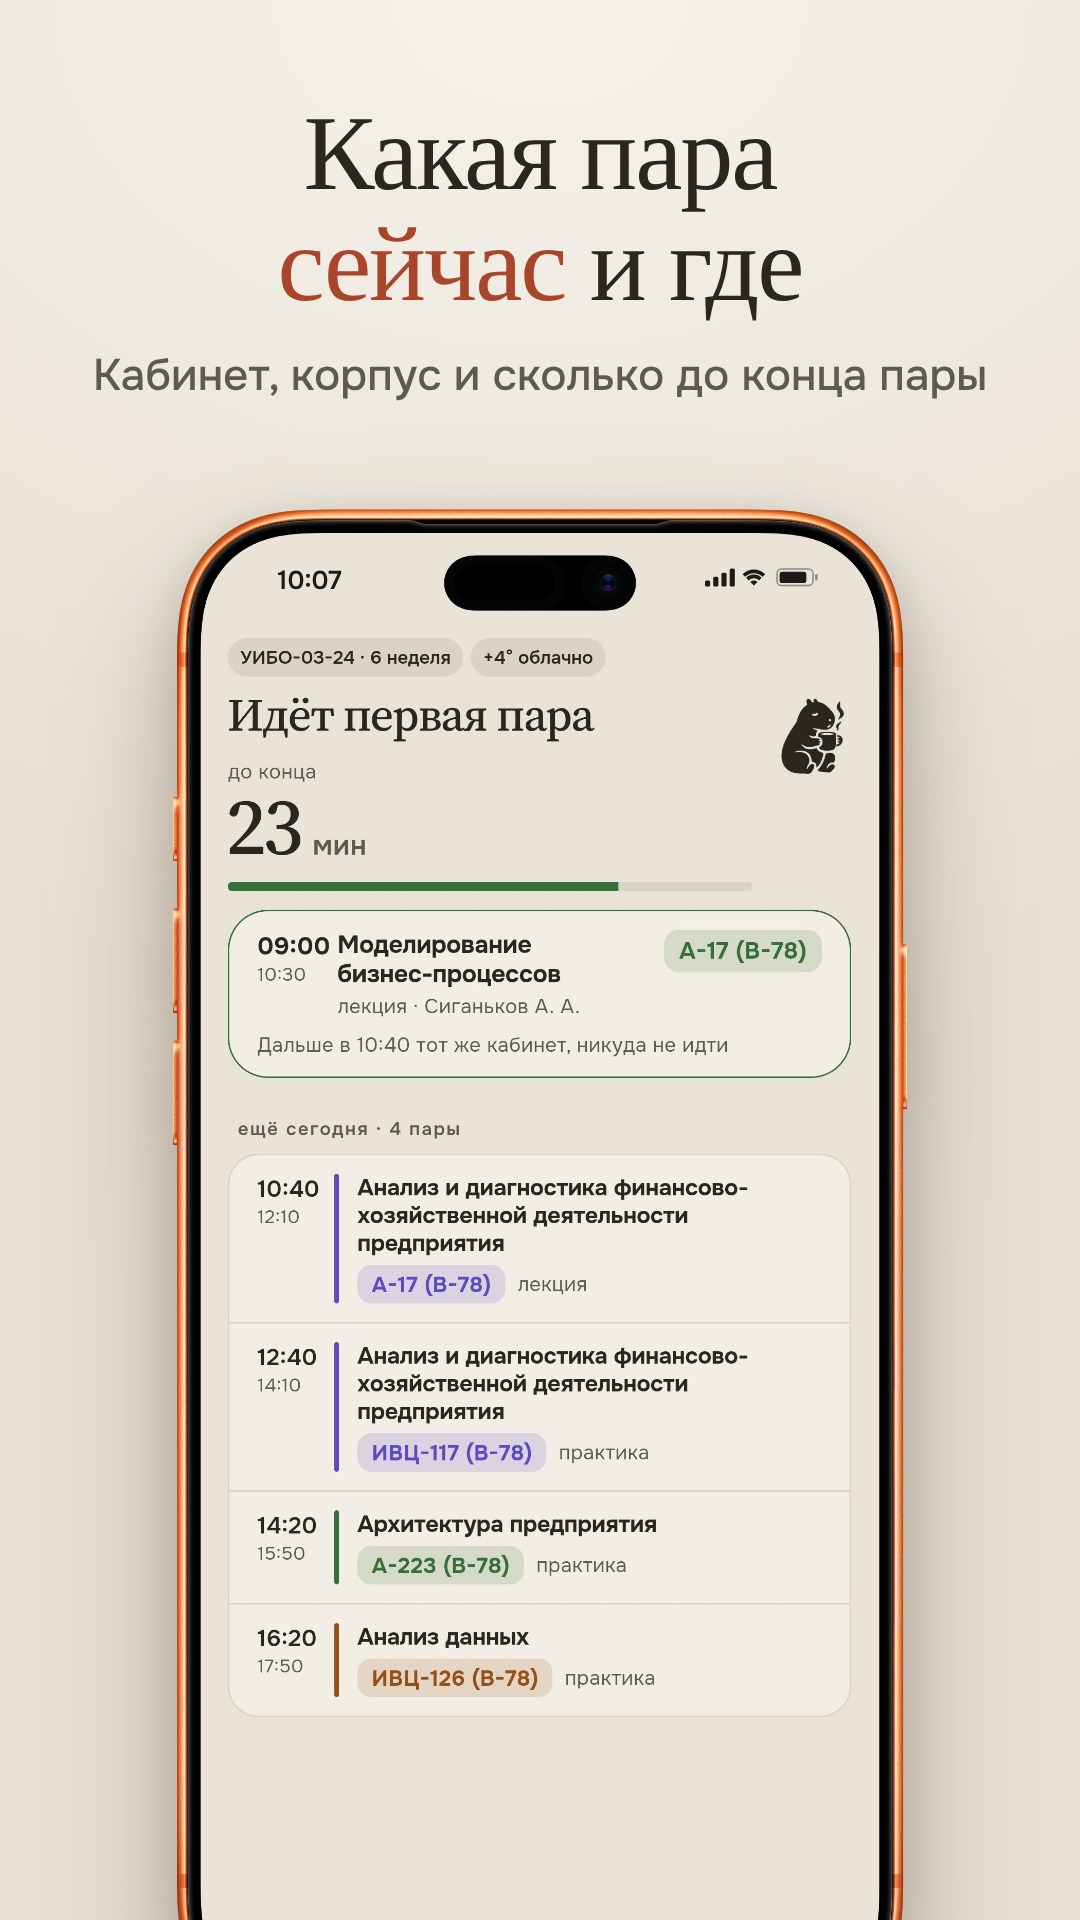 Какая пара
сейчас и где
Кабинет, корпус и сколько до конца пары
10:07
УИБО-03-24 · 6 неделя
+4° облачно
Идёт первая пара
до конца
23 мин
09:00 Моделирование
10:30 бизнес-процессов
А-17 (В-78)
лекция · Сиганьков А. А.
Дальше в 10:40 тот же кабинет, никуда не идти
ещё сегодня · 4 пары
10:40 Анализ и диагностика финансово-
12:10 хозяйственной деятельности
предприятия
А-17 (В-78) лекция
12:40 Анализ и диагностика финансово-
14:10 хозяйственной деятельности
предприятия
ИВЦ-117 (В-78) практика
14:20 Архитектура предприятия
15:50 А-223 (В-78) практика
16:20 Анализ данных
17:50 ИВЦ-126 (В-78) практика